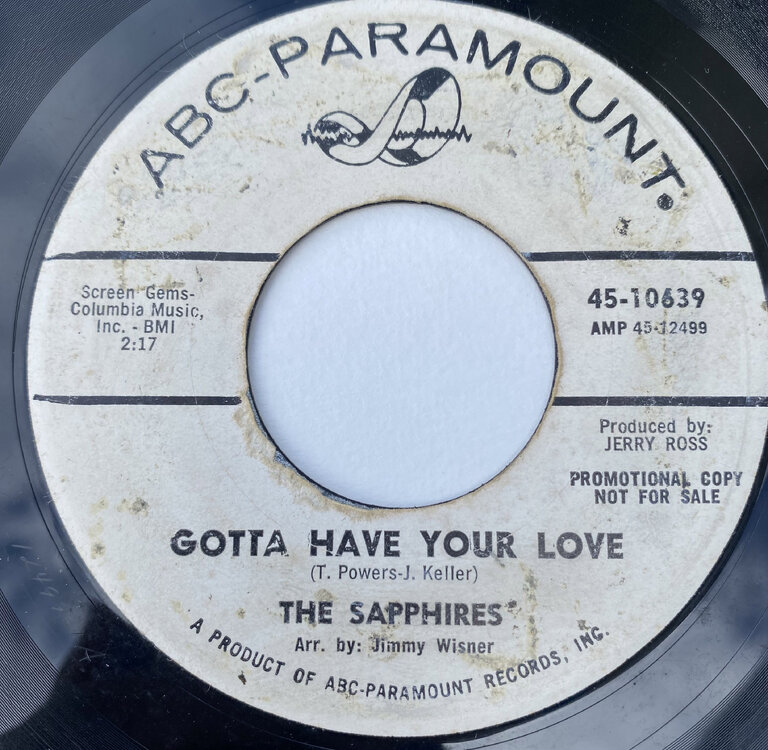 ABC-PARAMOUNT
Screen Gems-
Columbia Music,
Inc. - BMI
2:17
45-10639
AMP 45-12499
Produced by:
JERRY ROSS
PROMOTIONAL COPY
NOT FOR SALE
GOTTA HAVE YOUR LOVE
(T. Powers-J. Keller)
THE SAPPHIRES
Arr. by: Jimmy Wisner
A PRODUCT OF ABC-PARAMOUNT RECORDS, INC.